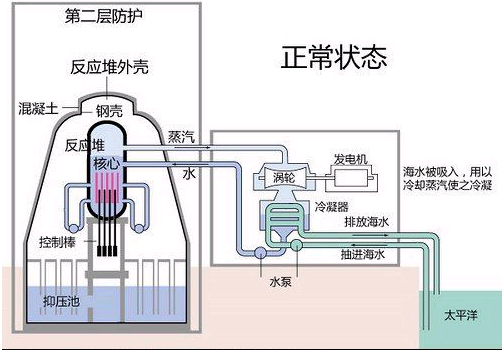 第二层防护
正常状态
反应堆外壳
混凝土
钢壳
反应堆
核心
蒸汽
水
发电机
涡轮
海水被吸入，用以
冷却蒸汽使之冷凝
冷凝器
排放海水
抽进海水
控制棒
水泵
抑压池
太平洋